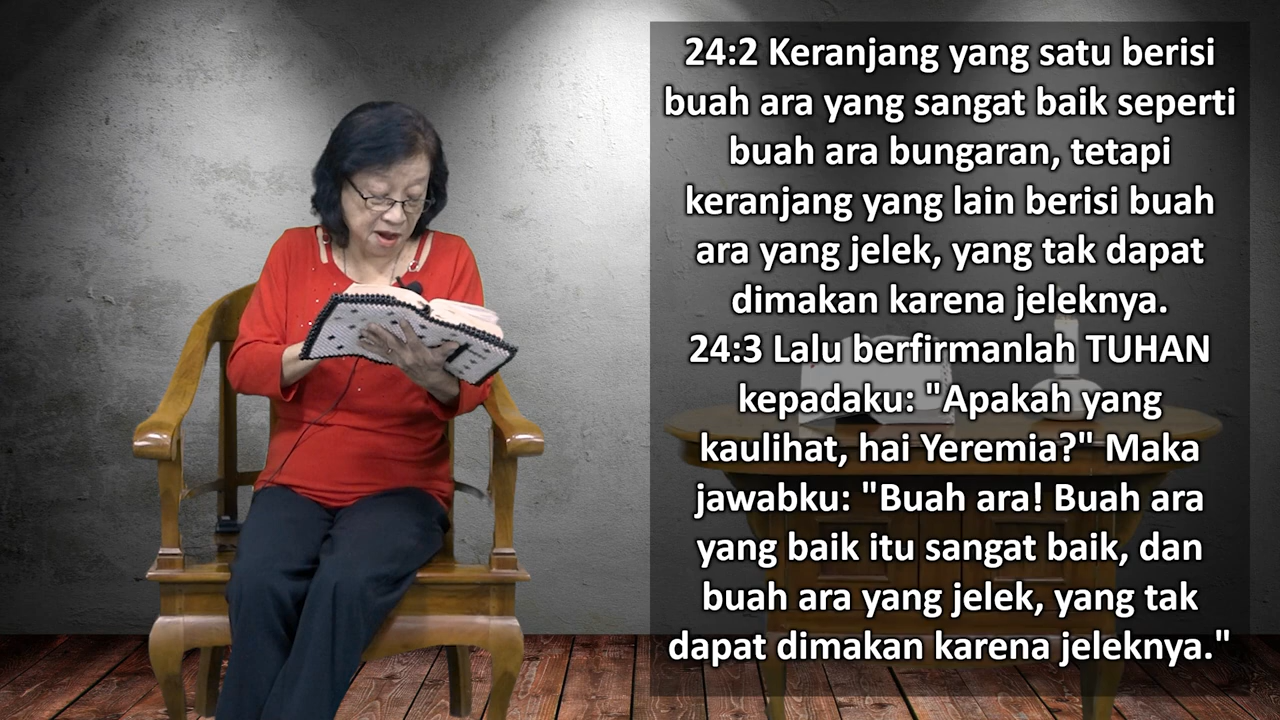 24:2 Keranjang yang satu berisi
buah ara yang sangat baik seperti
buah ara bungaran, tetapi
keranjang yang lain berisi buah
ara yang jelek, yang tak dapat
dimakan karena jeleknya.
24:3 Lalu berfirmanlah TUHAN
kepadaku: "Apakah yang
kaulihat, hai Yeremia?" Maka
jawabku: "Buah ara! Buah ara
yang baik itu sangat baik, dan
buah ara yang jelek, yang tak
dapat dimakan karena jeleknya."